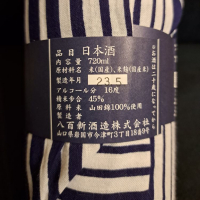 品目 日本酒
内容量 720ml
原材料名 米(国産)、米麹(国産米)
製造年月 23.5
アルコール分 16度
精米歩合 45%
原料米 山田錦100%使用
製造者
八百新酒造株式会社
山口県岩国市今津町3丁目18番9号